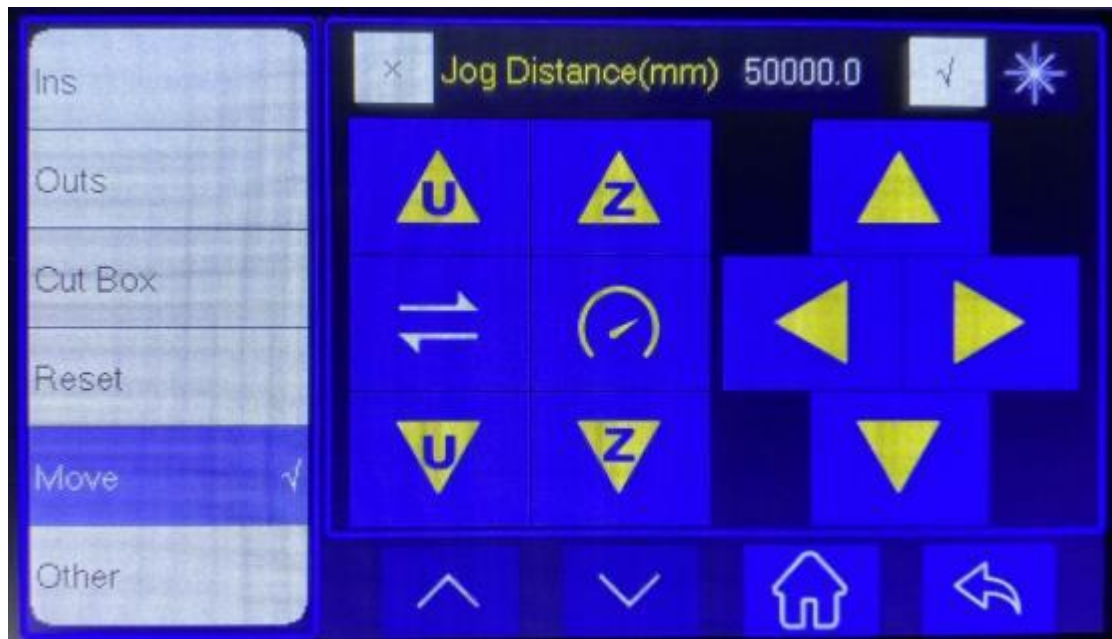 Ins
Outs
Cut Box
Reset
Move √
Other
× Jog Distance(mm) 50000.0 √
U Z
U Z